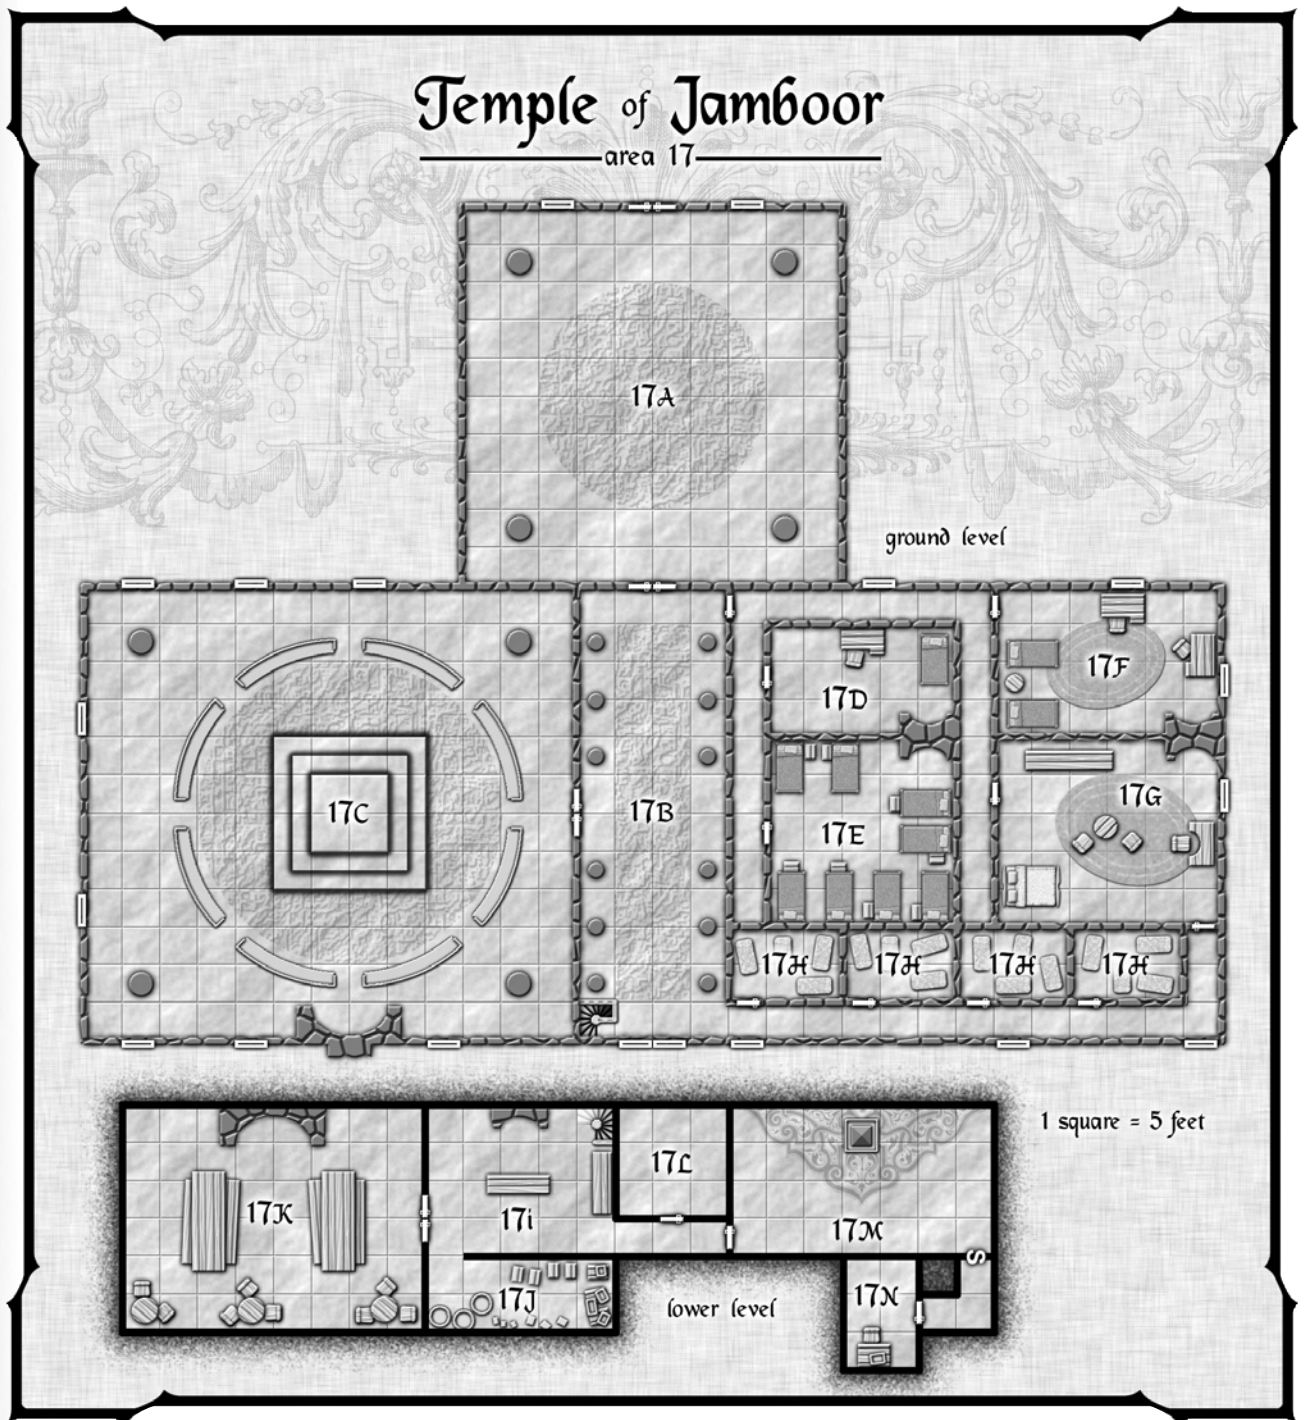 Temple of Jamboor
area 17
17A
ground level
17F
17D
17G
17C
17B
17E
17H
17H
17H
17H
1 square = 5 feet
17L
17K
17i
17M
S
17J
lower level
17N